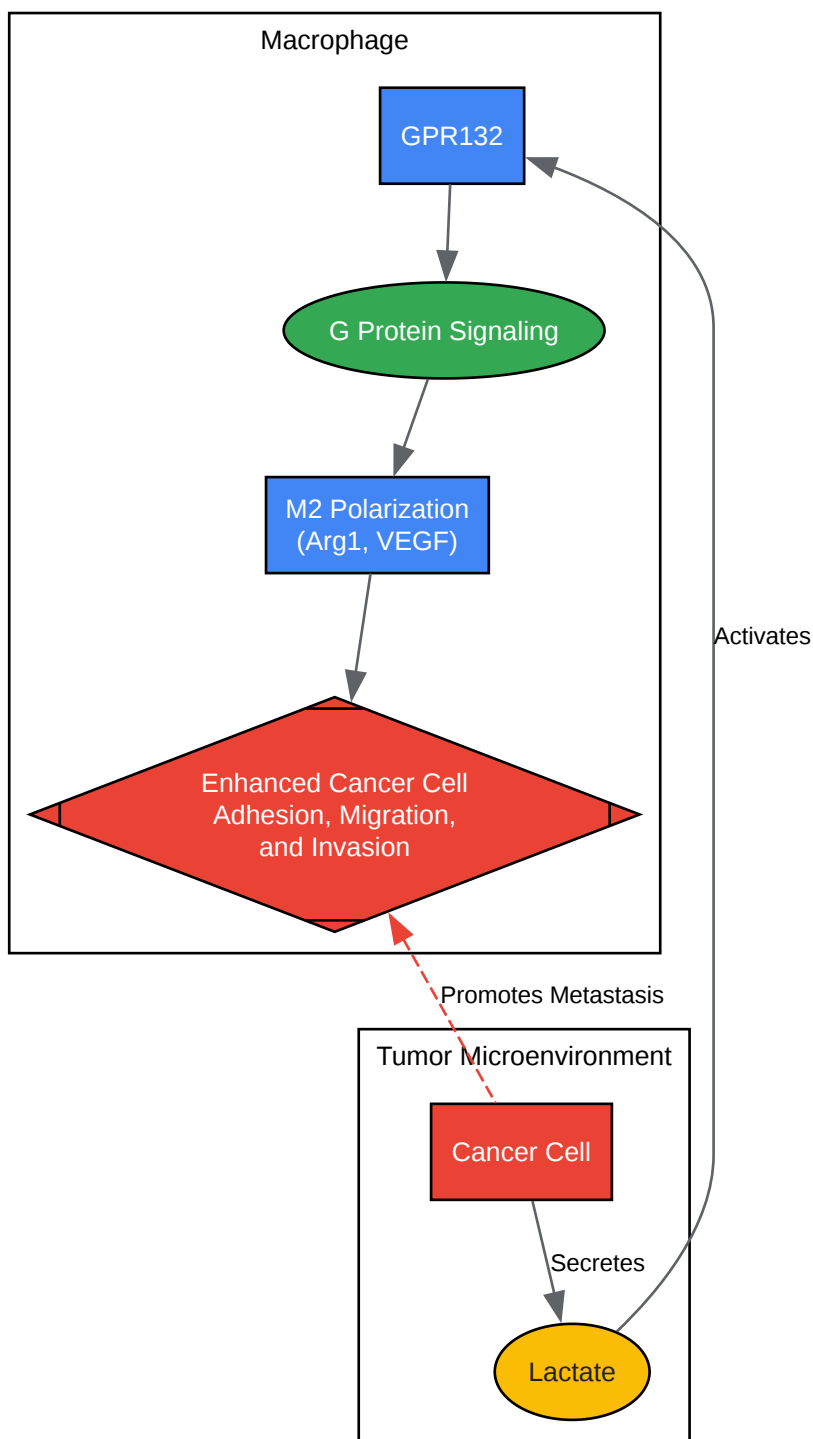 Macrophage
GPR132
G Protein Signaling
M2 Polarization
(Arg1, VEGF)
Activates
Enhanced Cancer Cell
Adhesion, Migration,
and Invasion
Promotes Metastasis
Tumor Microenvironment
Cancer Cell
Secretes
Lactate